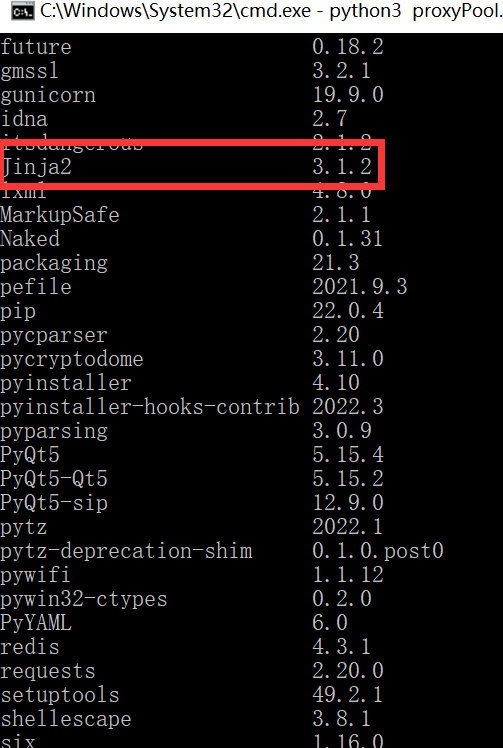 C:\Windows\System32\cmd.exe - python3 proxyPool.
future 0.18.2
gmssl 3.2.1
gunicorn 19.9.0
idna 2.7
itsdangerous 2.1.2
Jinja2 3.1.2
lxml 4.8.0
MarkupSafe 2.1.1
Naked 0.1.31
packaging 21.3
pefile 2021.9.3
pip 22.0.4
pycparser 2.20
pycryptodome 3.11.0
pyinstaller 4.10
pyinstaller-hooks-contrib 2022.3
pyparsing 3.0.9
PyQt5 5.15.4
PyQt5-Qt5 5.15.2
PyQt5-sip 12.9.0
pytz 2022.1
pytz-deprecation-shim 0.1.0.post0
pywifi 1.1.12
pywin32-ctypes 0.2.0
PyYAML 6.0
redis 4.3.1
requests 2.20.0
setuptools 49.2.1
shellescape 3.8.1
six 1.16.0